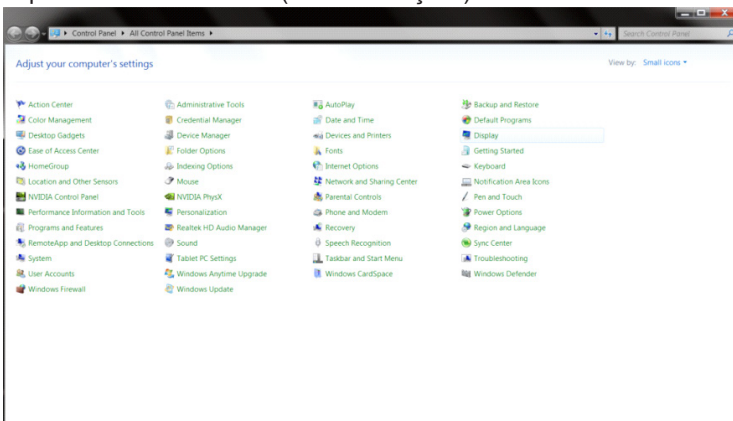 Control Panel All Control Panel Items
Search Control Panel
Adjust your computer's settings
View by: Small icons
Action Center Administrative Tools AutoPlay Backup and Restore
Color Management Credential Manager Date and Time Default Programs
Desktop Gadgets Device Manager Devices and Printers Display
Ease of Access Center Folder Options Fonts Getting Started
HomeGroup Indexing Options Internet Options Keyboard
Location and Other Sensors Mouse Network and Sharing Center Notification Area Icons
NVIDIA Control Panel NVIDIA PhysX Parental Controls Pen and Touch
Performance Information and Tools Personalization Phone and Modem Power Options
Programs and Features Realtek HD Audio Manager Recovery Region and Language
RemoteApp and Desktop Connections Sound Speech Recognition Sync Center
System Tablet PC Settings Taskbar and Start Menu Troubleshooting
User Accounts Windows Anytime Upgrade Windows CardSpace Windows Defender
Windows Firewall Windows Update